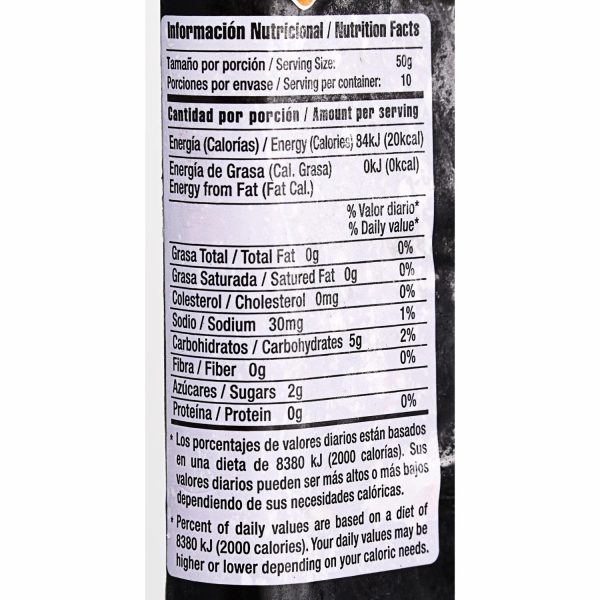 Información Nutricional / Nutrition Facts
Tamaño por porción / Serving Size: 50g
Porciones por envase / Serving per container: 10
Cantidad por porción / Amount per serving
Energía (Calorías) / Energy (Calories) 84kJ (20kcal)
Energía de Grasa (Cal. Grasa) 0kJ (0kcal)
Energy from Fat (Fat Cal.)
% Valor diario*
% Daily value*
Grasa Total / Total Fat 0g 0%
Grasa Saturada / Satured Fat 0g 0%
Colesterol / Cholesterol 0mg 0%
Sodio / Sodium 30mg 1%
Carbohidratos / Carbohydrates 5g 2%
Fibra / Fiber 0g 0%
Azúcares / Sugars 2g
Proteína / Protein 0g 0%
* Los porcentajes de valores diarios están basados
en una dieta de 8380 kJ (2000 calorías). Sus
valores diarios pueden ser más altos o más bajos
dependiendo de sus necesidades calóricas.
* Percent of daily values are based on a diet of
8380 kJ (2000 calories). Your daily values may be
higher or lower depending on your caloric needs.